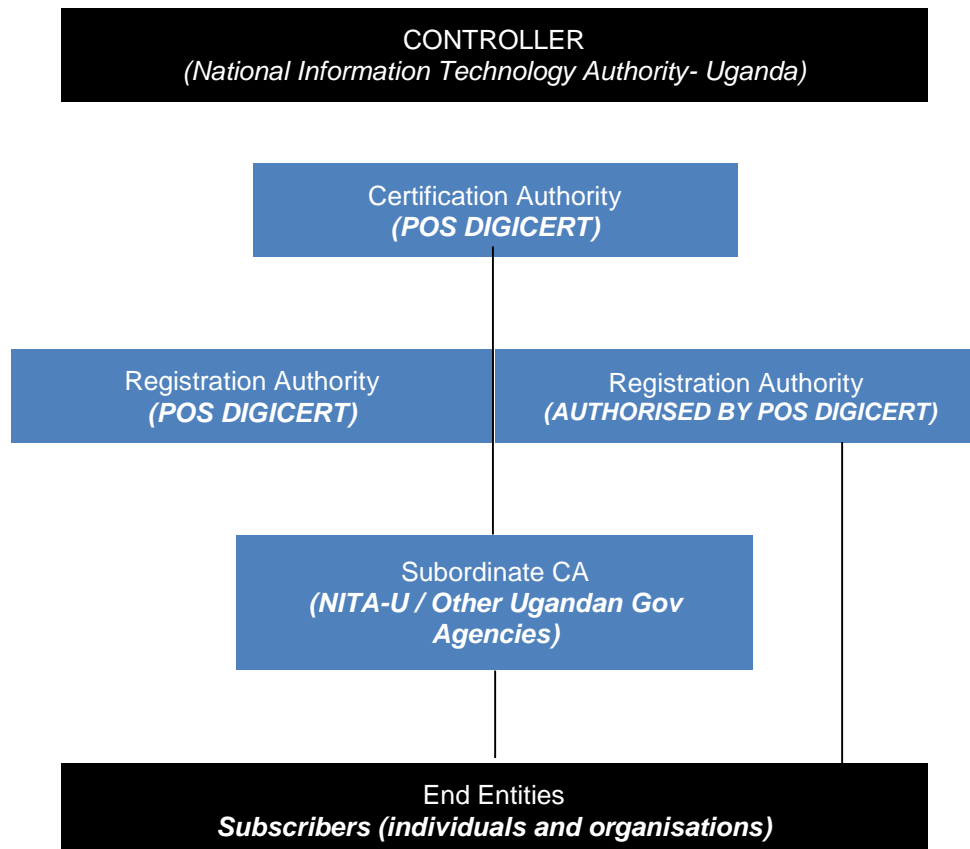 CONTROLLER
(National Information Technology Authority- Uganda)
Certification Authority
(POS DIGICERT)
Registration Authority
(POS DIGICERT)
Registration Authority
(AUTHORISED BY POS DIGICERT)
Subordinate CA
(NITA-U / Other Ugandan Gov
Agencies)
End Entities
Subscribers (individuals and organisations)